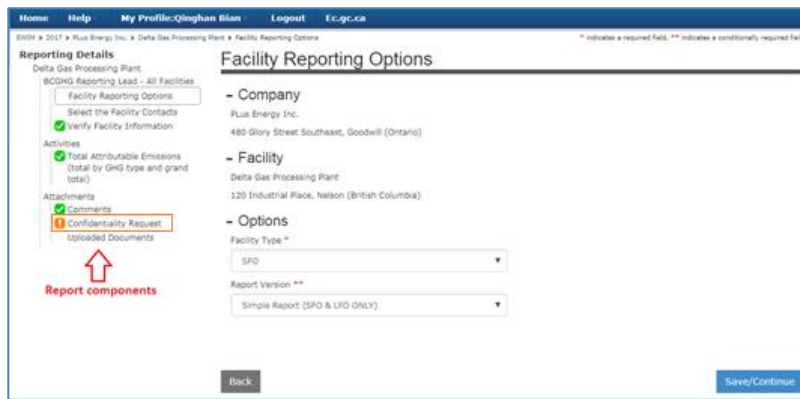 Home Help My Profile:Qinghan Bian Logout Ec.gc.ca
SWIM » 2017 » PLux Energy Inc. » Delta Gas Processing Plant » Facility Reporting Options
* indicates a required field. ** indicates a conditionally required
Reporting Details
Delta Gas Processing Plant
BCGHG Reporting Lead - All Facilities
Facility Reporting Options
Select the Facility Contacts
Verify Facility Information
Activities
Total Attributable Emissions
(total by GHG type and grand
total)
Attachments
Comments
Confidentiality Request
Uploaded Documents
Report components
Facility Reporting Options
– Company
PLux Energy Inc.
480 Glory Street Southeast, Goodwill (Ontario)
– Facility
Delta Gas Processing Plant
120 Industrial Place, Nelson (British Columbia)
– Options
Facility Type *
SFO
Report Version **
Simple Report (SFO & LFO ONLY)
Back
Save/Continue